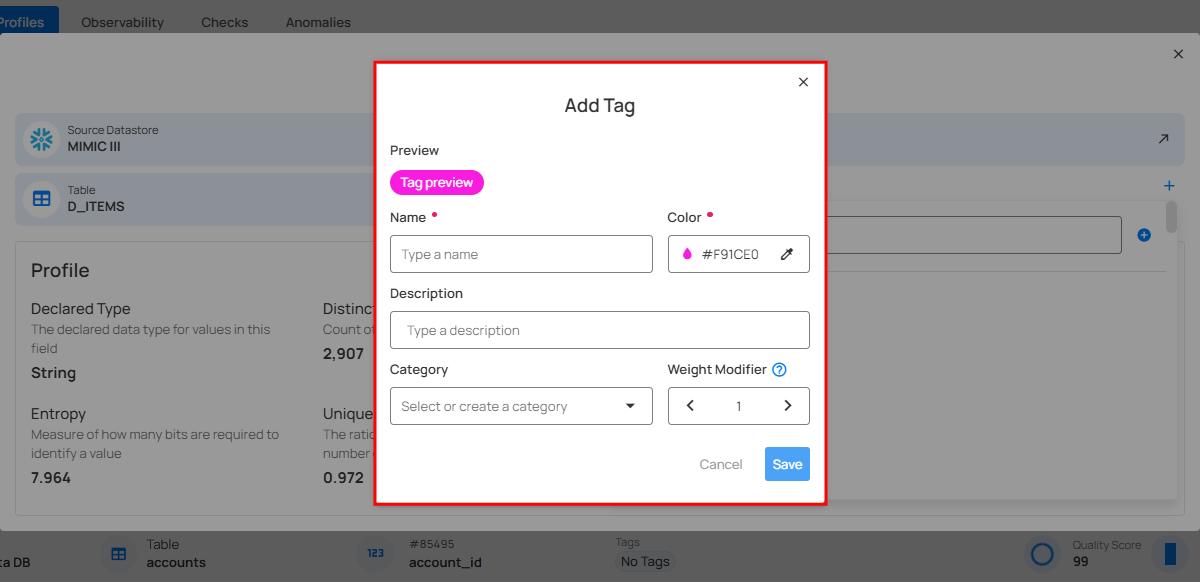 Profiles
Observability
Checks
Anomalies
Source Datastore
MIMIC III
Table
D_ITEMS
Profile
Declared Type
The declared data type for values in this
field
String
Distinct
Count of
2,907
Entropy
Measure of how many bits are required to
identify a value
7.964
Unique
The ratio
number
0.972
Add Tag
Preview
Tag preview
Name •
Type a name
Color •
#F91CE0
Description
Type a description
Category
Select or create a category
Weight Modifier ?
1
Cancel
Save
ta DB
Table
accounts
123
#85495
account_id
Tags
No Tags
Quality Score
99